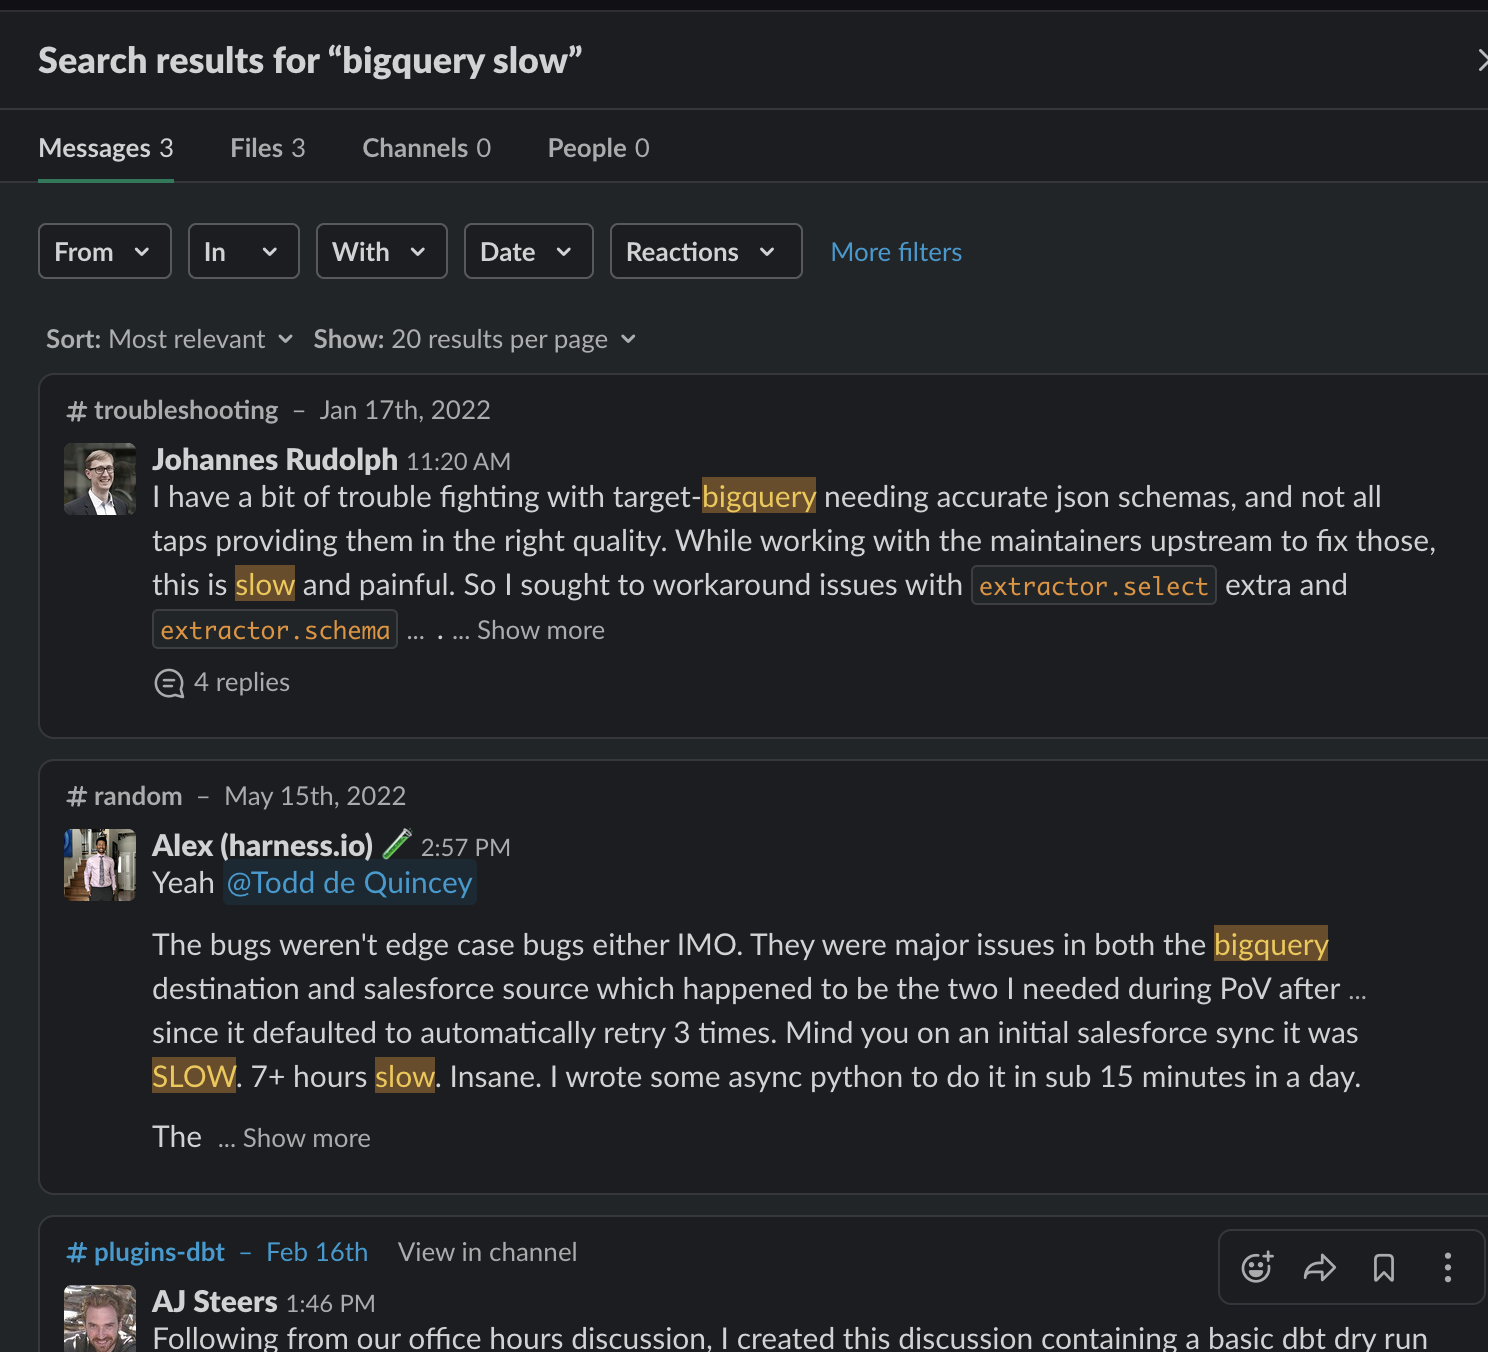 Search results for “bigquery slow”
Messages 3 Files 3 Channels 0 People 0
From In With Date Reactions More filters
Sort: Most relevant Show: 20 results per page
# troubleshooting – Jan 17th, 2022
Johannes Rudolph 11:20 AM
I have a bit of trouble fighting with target-bigquery needing accurate json schemas, and not all
taps providing them in the right quality. While working with the maintainers upstream to fix those,
this is slow and painful. So I sought to workaround issues with extractor.select extra and
extractor.schema ... . ... Show more
4 replies
# random – May 15th, 2022
Alex (harness.io) 2:57 PM
Yeah @Todd de Quincey
The bugs weren't edge case bugs either IMO. They were major issues in both the bigquery
destination and salesforce source which happened to be the two I needed during PoV after ...
since it defaulted to automatically retry 3 times. Mind you on an initial salesforce sync it was
SLOW. 7+ hours slow. Insane. I wrote some async python to do it in sub 15 minutes in a day.
The ... Show more
# plugins-dbt – Feb 16th View in channel
AJ Steers 1:46 PM
Following from our office hours discussion, I created this discussion containing a basic dbt dry run